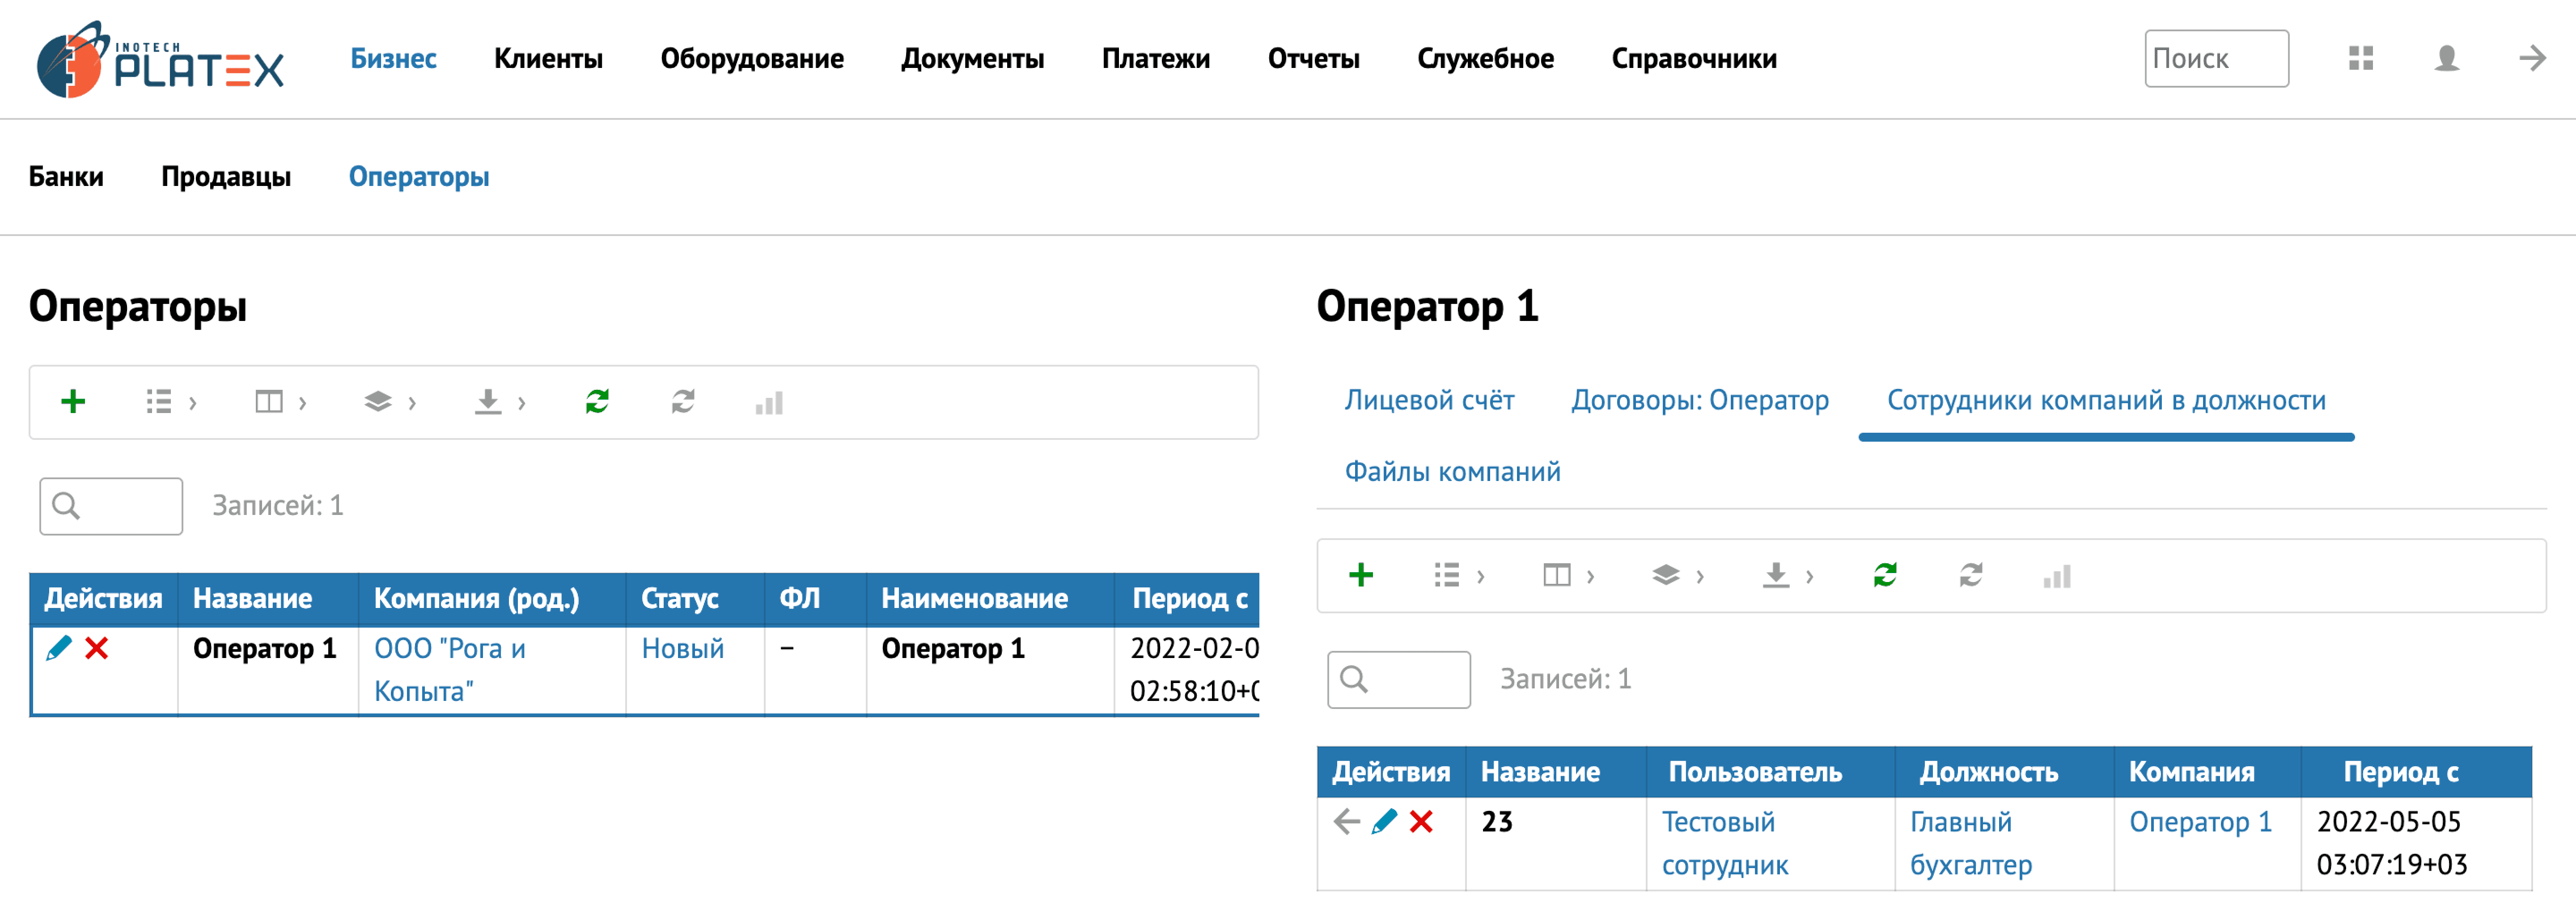 INOTECH
PLATEX
Бизнес Клиенты Оборудование Документы Платежи Отчеты Служебное Справочники Поиск
Банки Продавцы Операторы
Операторы
Записей: 1
Действия Название Компания (род.) Статус ФЛ Наименование Период с
Оператор 1 ООО "Рога и Новый – Оператор 1 2022-02-0
Копыта" 02:58:10+0
Оператор 1
Лицевой счёт Договоры: Оператор Сотрудники компаний в должности
Файлы компаний
Записей: 1
Действия Название Пользователь Должность Компания Период с
23 Тестовый Главный Оператор 1 2022-05-05
сотрудник бухгалтер 03:07:19+03